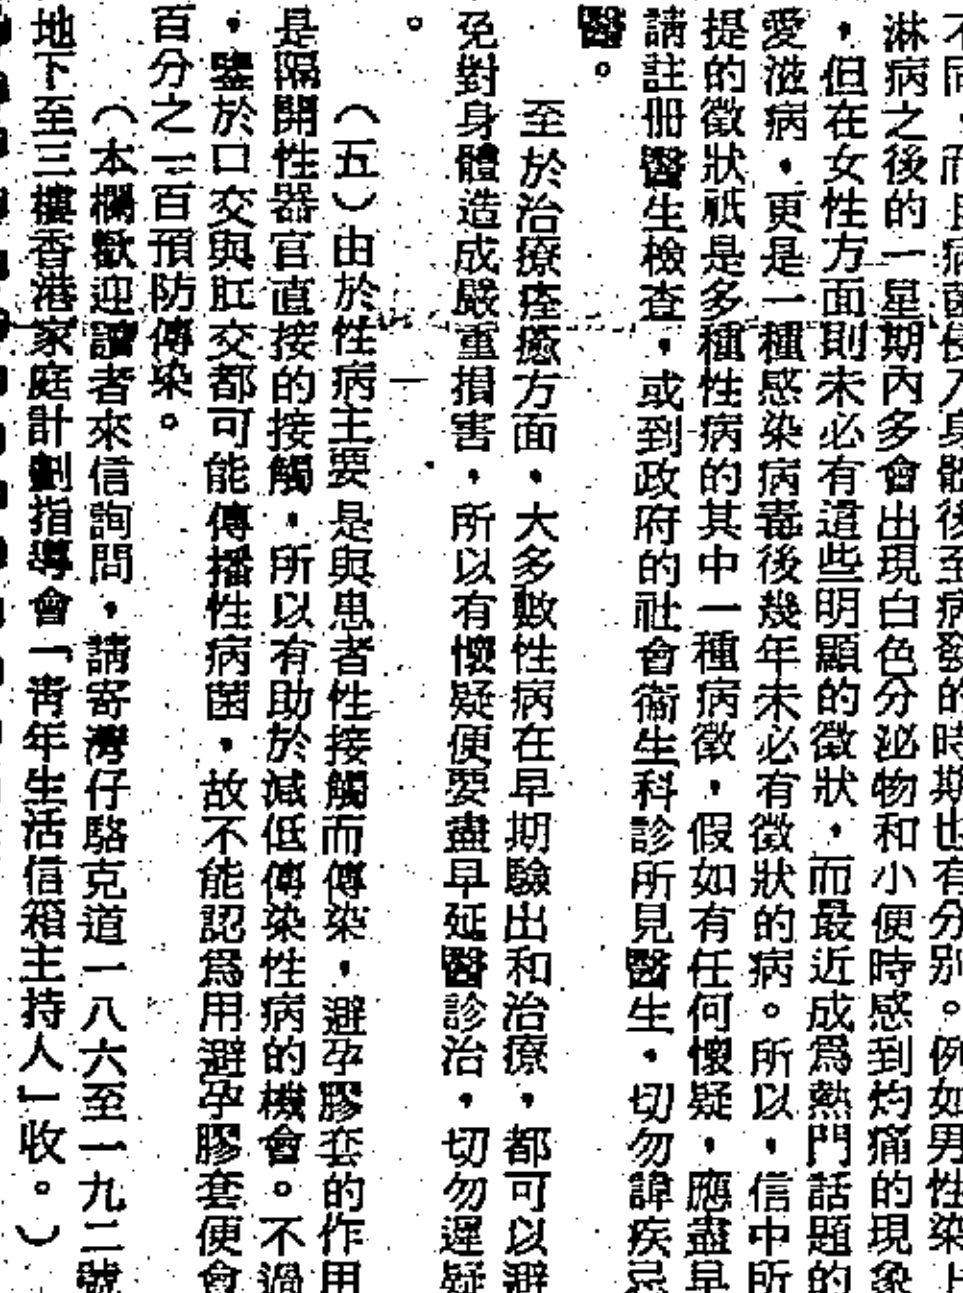 不同，而且病菌侵入身體後至病發的時期也有分別。例如男性染上
淋病之後的一星期內多會出現白色分泌物和小便時感到灼痛的現象
，但在女性方面則未必有這些明顯的徵狀，而最近成爲熱門話題的
愛滋病，更是一種感染病毒後幾年未必有徵狀的病。所以，信中所
提的徵狀祇是多種性病的其中一種病徵，假如有任何懷疑，應盡早
請註冊醫生檢查，或到政府的社會衞生科診所見醫生，切勿諱疾忌
醫。
至於治療痊癒方面，大多數性病在早期驗出和治療，都可以避
免對身體造成嚴重損害，所以有懷疑便要盡早延醫診治，切勿遲疑
。
（五）由於性病主要是與患者性接觸而傳染，避孕膠套的作用
是隔開性器官直接的接觸，所以有助於減低傳染性病的機會。不過
，鑒於口交與肛交都可能傳播性病菌，故不能認爲用避孕膠套便會
百分之一百預防傳染。
（本欄歡迎讀者來信詢問，請寄灣仔駱克道一八六至一九二號
地下至三樓香港家庭計劃指導會「靑年生活信箱主持人」收。）